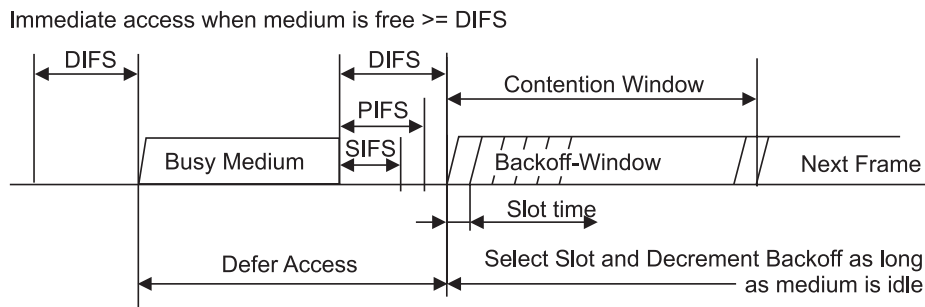 Immediate access when medium is free >= DIFS
DIFS
DIFS
Contention Window
PIFS
SIFS
Busy Medium
Backoff-Window
Next Frame
Slot time
Defer Access
Select Slot and Decrement Backoff as long
as medium is idle